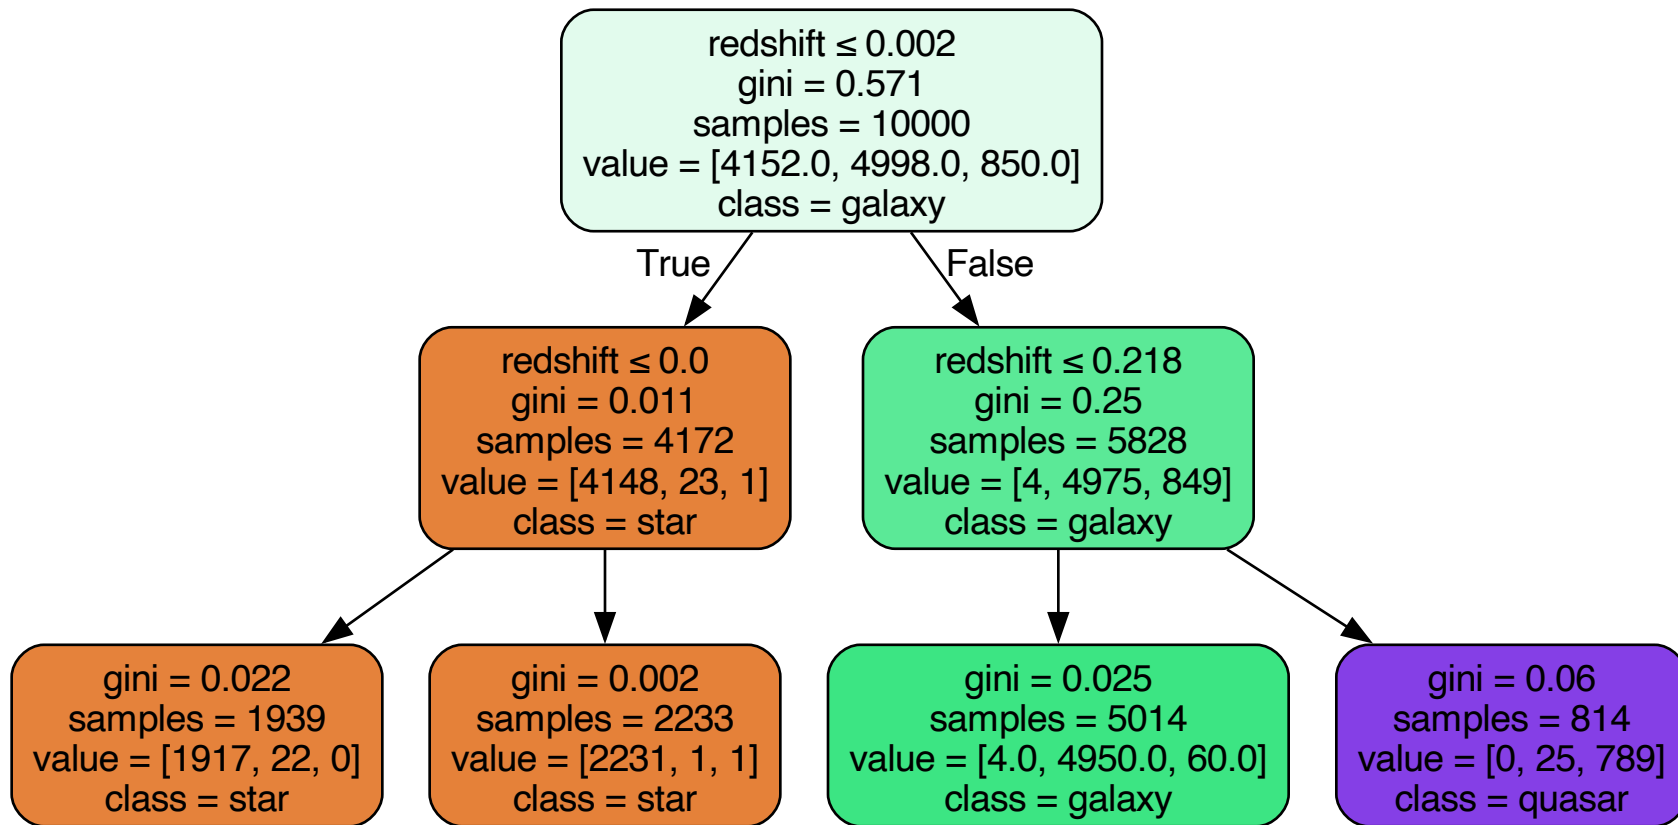 redshift ≤ 0.002
gini = 0.571
samples = 10000
value = [4152.0, 4998.0, 850.0]
class = galaxy
True
False
redshift ≤ 0.0
gini = 0.011
samples = 4172
value = [4148, 23, 1]
class = star
redshift ≤ 0.218
gini = 0.25
samples = 5828
value = [4, 4975, 849]
class = galaxy
gini = 0.022
samples = 1939
value = [1917, 22, 0]
class = star
gini = 0.002
samples = 2233
value = [2231, 1, 1]
class = star
gini = 0.025
samples = 5014
value = [4.0, 4950.0, 60.0]
class = galaxy
gini = 0.06
samples = 814
value = [0, 25, 789]
class = quasar